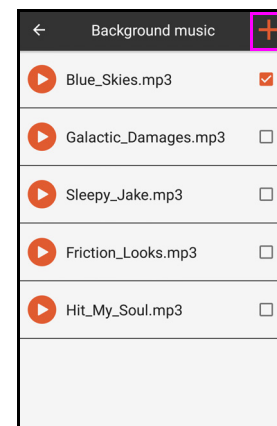 Background music
Blue_Skies.mp3
Galactic_Damages.mp3
Sleepy_Jake.mp3
Friction_Looks.mp3
Hit_My_Soul.mp3